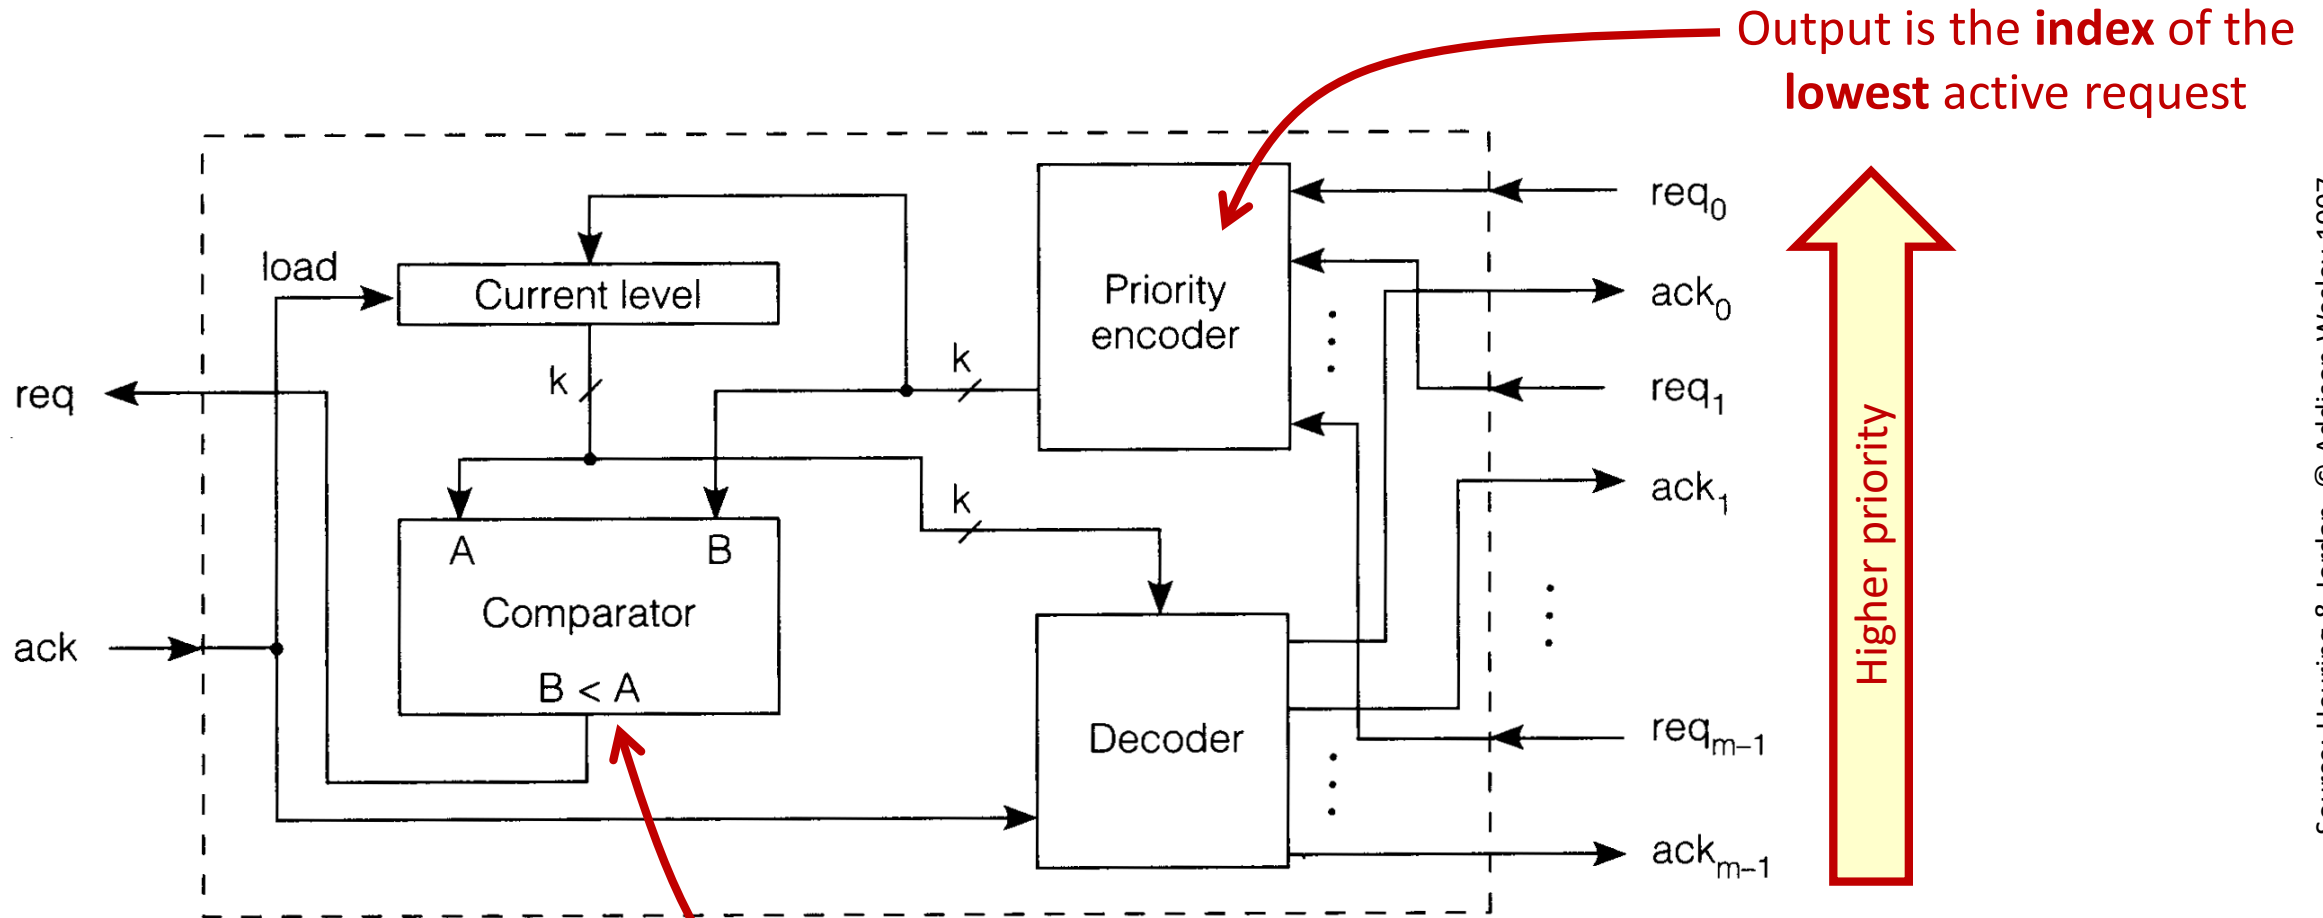 Output is the index of the
lowest active request
req0
load
Current level
Priority
encoder
ack0
k
k
req
req1
Higher priority
ack1
k
A
B
Comparator
ack
B < A
Decoder
reqm−1
ackm−1